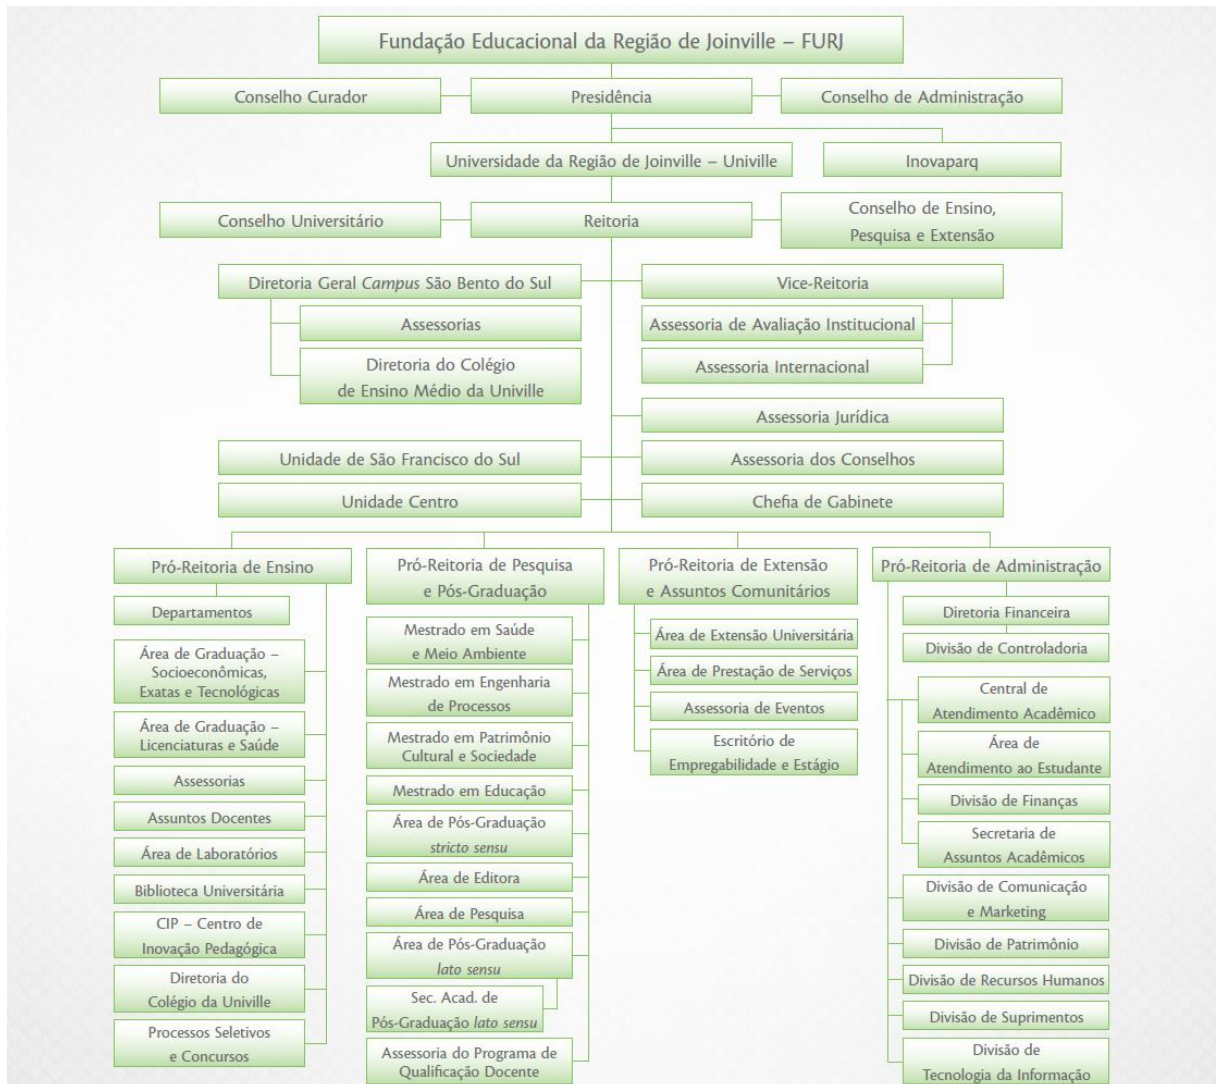 Fundação Educacional da Região de Joinville – FURJ
Conselho Curador
Presidência
Conselho de Administração
Universidade da Região de Joinville – Univille
Inovaparq
Conselho Universitário
Reitoria
Conselho de Ensino,
Pesquisa e Extensão
Diretoria Geral Campus São Bento do Sul
Assessorias
Diretoria do Colégio
de Ensino Médio da Univille
Vice-Reitoria
Assessoria de Avaliação Institucional
Assessoria Internacional
Assessoria Jurídica
Unidade de São Francisco do Sul
Assessoria dos Conselhos
Unidade Centro
Chefia de Gabinete
Pró-Reitoria de Ensino
Departamentos
Área de Graduação –
Socioeconômicas,
Exatas e Tecnológicas
Área de Graduação –
Licenciaturas e Saúde
Assessorias
Assuntos Docentes
Área de Laboratórios
Biblioteca Universitária
CIP – Centro de
Inovação Pedagógica
Diretoria do
Colégio da Univille
Processos Seletivos
e Concursos
Pró-Reitoria de Pesquisa
e Pós-Graduação
Mestrado em Saúde
e Meio Ambiente
Mestrado em Engenharia
de Processos
Mestrado em Patrimônio
Cultural e Sociedade
Mestrado em Educação
Área de Pós-Graduação
stricto sensu
Área de Editora
Área de Pesquisa
Área de Pós-Graduação
lato sensu
Sec. Acad. de
Pós-Graduação lato sensu
Assessoria do Programa de
Qualificação Docente
Pró-Reitoria de Extensão
e Assuntos Comunitários
Área de Extensão Universitária
Área de Prestação de Serviços
Assessoria de Eventos
Escritório de
Empregabilidade e Estágio
Pró-Reitoria de Administração
Diretoria Financeira
Divisão de Controladoria
Central de
Atendimento Acadêmico
Área de
Atendimento ao Estudante
Divisão de Finanças
Secretaria de
Assuntos Acadêmicos
Divisão de Comunicação
e Marketing
Divisão de Patrimônio
Divisão de Recursos Humanos
Divisão de Suprimentos
Divisão de
Tecnologia da Informação